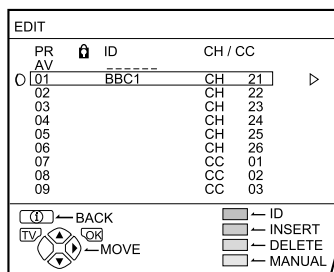 EDIT
PR ID CH / CC
AV _ _ _ _ _ _
01 BBC1 CH 21
02 CH 22
03 CH 23
04 CH 24
05 CH 25
06 CH 26
07 CC 01
08 CC 02
09 CC 03
BACK
TV OK
MOVE
ID
INSERT
DELETE
MANUAL